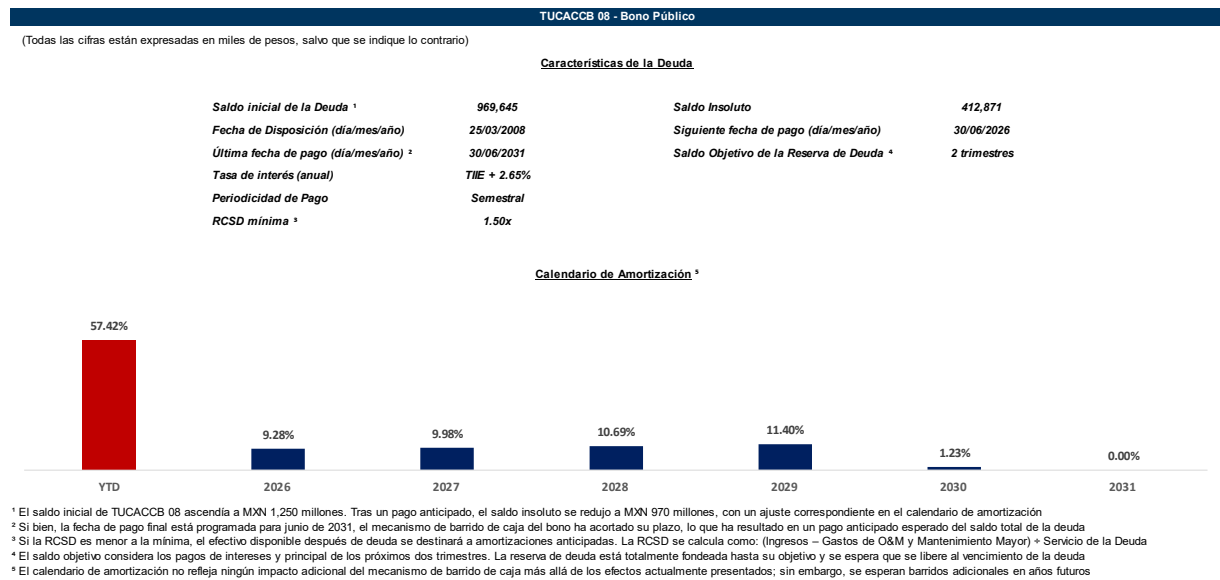 TUCACCB 08 - Bono Público
(Todas las cifras están expresadas en miles de pesos, salvo que se indique lo contrario)
Características de la Deuda
Saldo inicial de la Deuda ¹ 969,645 Saldo Insoluto 412,871
Fecha de Disposición (día/mes/año) 25/03/2008 Siguiente fecha de pago (día/mes/año) 30/06/2026
Última fecha de pago (día/mes/año) ² 30/06/2031 Saldo Objetivo de la Reserva de Deuda ⁴ 2 trimestres
Tasa de interés (anual) TIIE + 2.65%
Periodicidad de Pago Semestral
RCSD mínima ³ 1.50x
Calendario de Amortización ⁵
57.42% 9.28% 9.98% 10.69% 11.40% 1.23% 0.00%
YTD 2026 2027 2028 2029 2030 2031
¹ El saldo inicial de TUCACCB 08 ascendía a MXN 1,250 millones. Tras un pago anticipado, el saldo insoluto se redujo a MXN 970 millones, con un ajuste correspondiente en el calendario de amortización
² Si bien, la fecha de pago final está programada para junio de 2031, el mecanismo de barrido de caja del bono ha acortado su plazo, lo que ha resultado en un pago anticipado esperado del saldo total de la deuda
³ Si la RCSD es menor a la mínima, el efectivo disponible después de deuda se destinará a amortizaciones anticipadas. La RCSD se calcula como: (Ingresos – Gastos de O&M y Mantenimiento Mayor) ÷ Servicio de la Deuda
⁴ El saldo objetivo considera los pagos de intereses y principal de los próximos dos trimestres. La reserva de deuda está totalmente fondeada hasta su objetivo y se espera que se libere al vencimiento de la deuda
⁵ El calendario de amortización no refleja ningún impacto adicional del mecanismo de barrido de caja más allá de los efectos actualmente presentados; sin embargo, se esperan barridos adicionales en años futuros